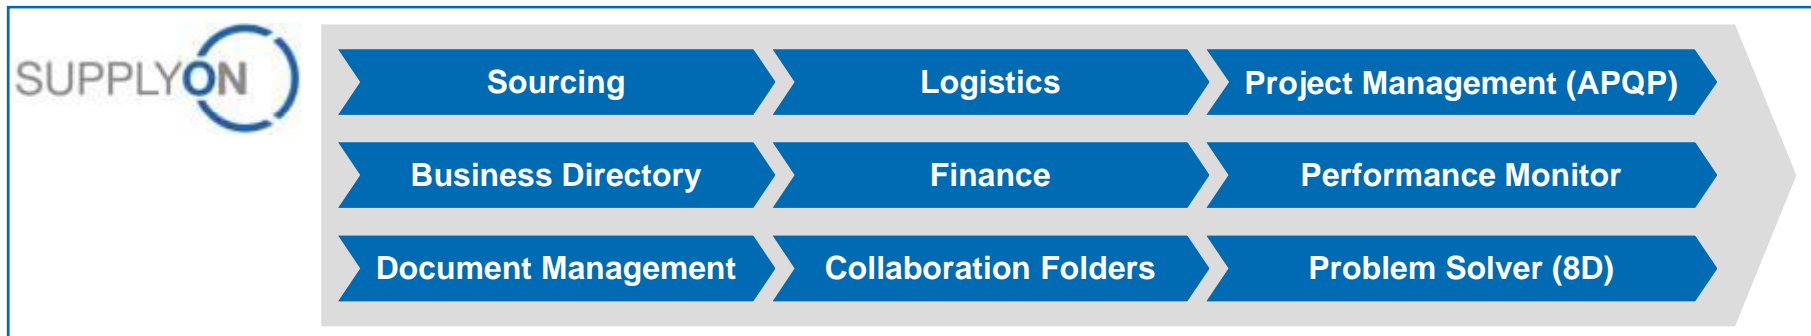 SUPPLYON
Sourcing
Logistics
Project Management (APQP)
Business Directory
Finance
Performance Monitor
Document Management
Collaboration Folders
Problem Solver (8D)